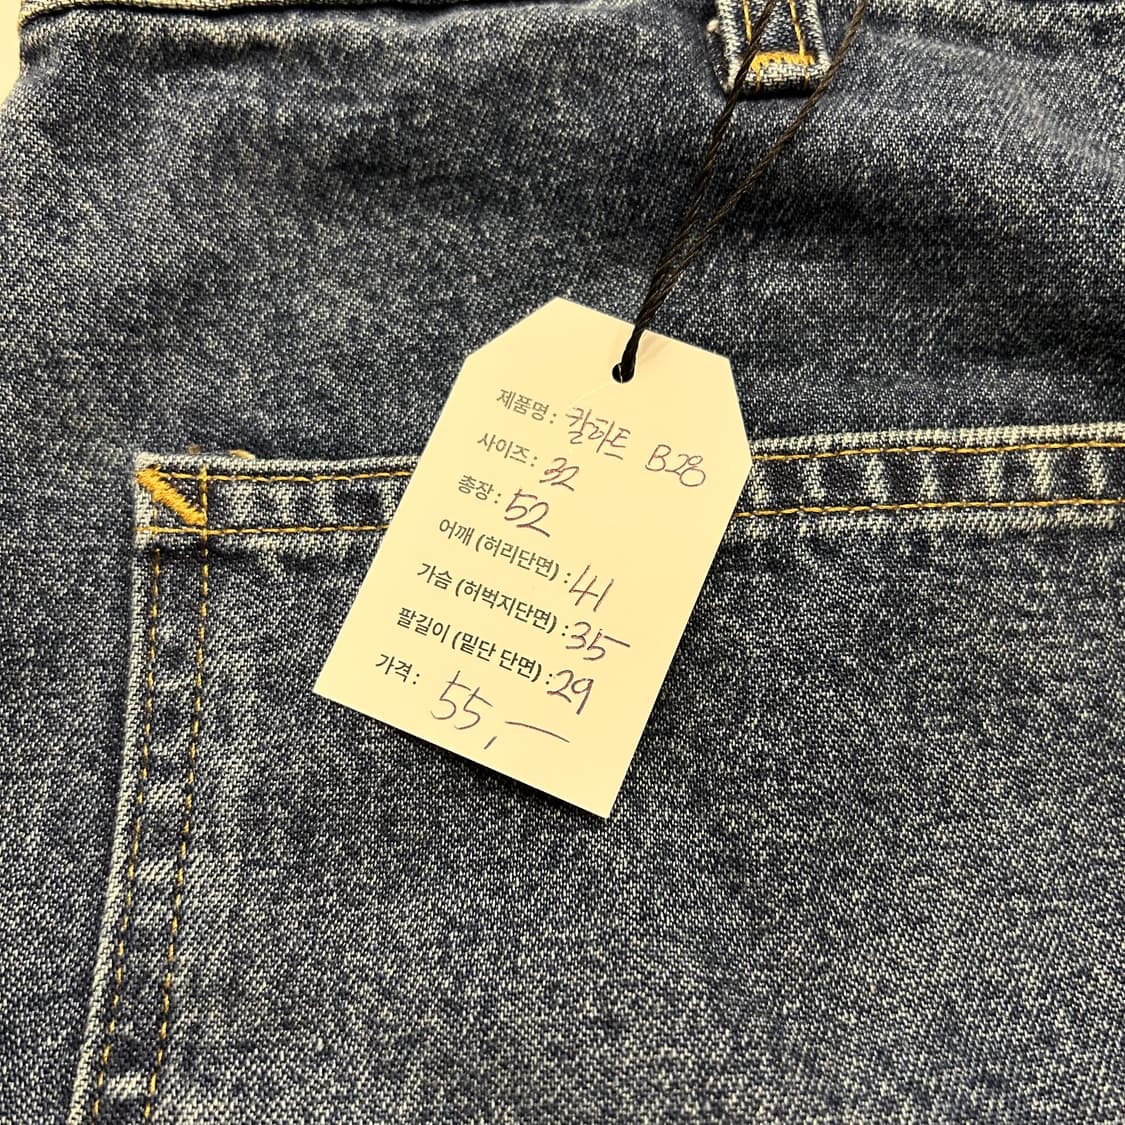 제품명: 칼하트 B28
사이즈: 32
총장: 52
어깨 (허리단면) : 41
가슴 (허벅지단면) : 35
팔길이 (밑단 단면) : 29
가격: 55,—